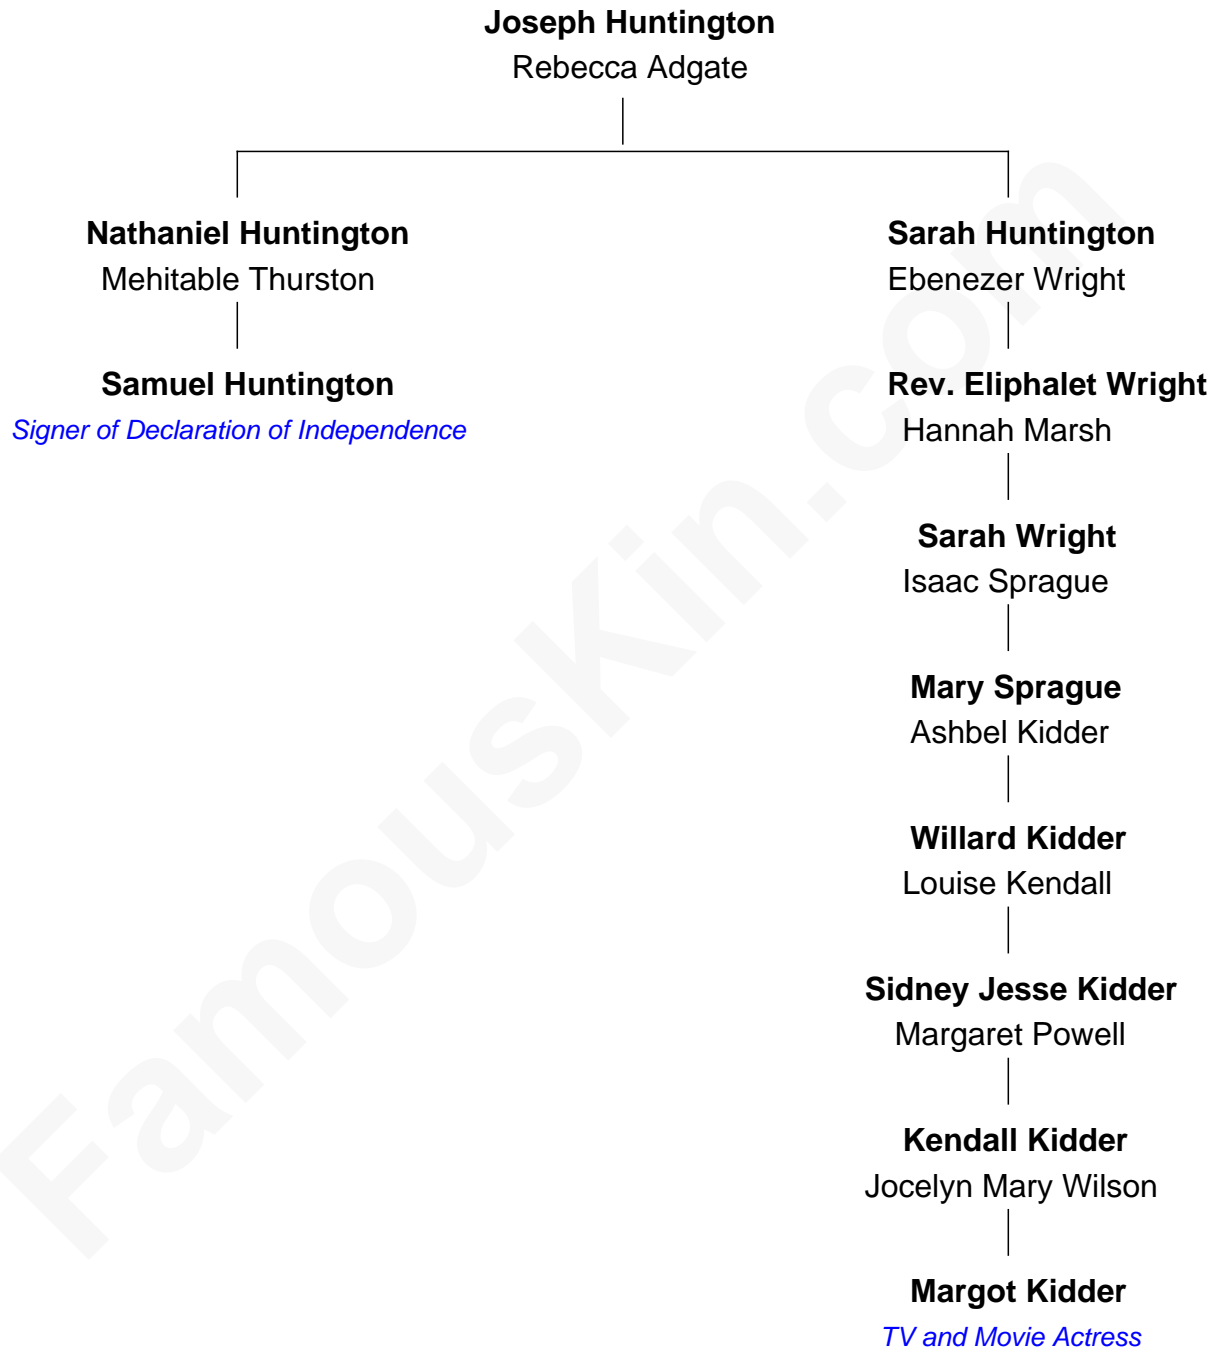 Joseph Huntington
Rebecca Adgate
Nathaniel Huntington
Mehitable Thurston
Samuel Huntington
Signer of Declaration of Independence
Sarah Huntington
Ebenezer Wright
Rev. Eliphalet Wright
Hannah Marsh
Sarah Wright
Isaac Sprague
Mary Sprague
Ashbel Kidder
Willard Kidder
Louise Kendall
Sidney Jesse Kidder
Margaret Powell
Kendall Kidder
Jocelyn Mary Wilson
Margot Kidder
TV and Movie Actress
FamousKin.com